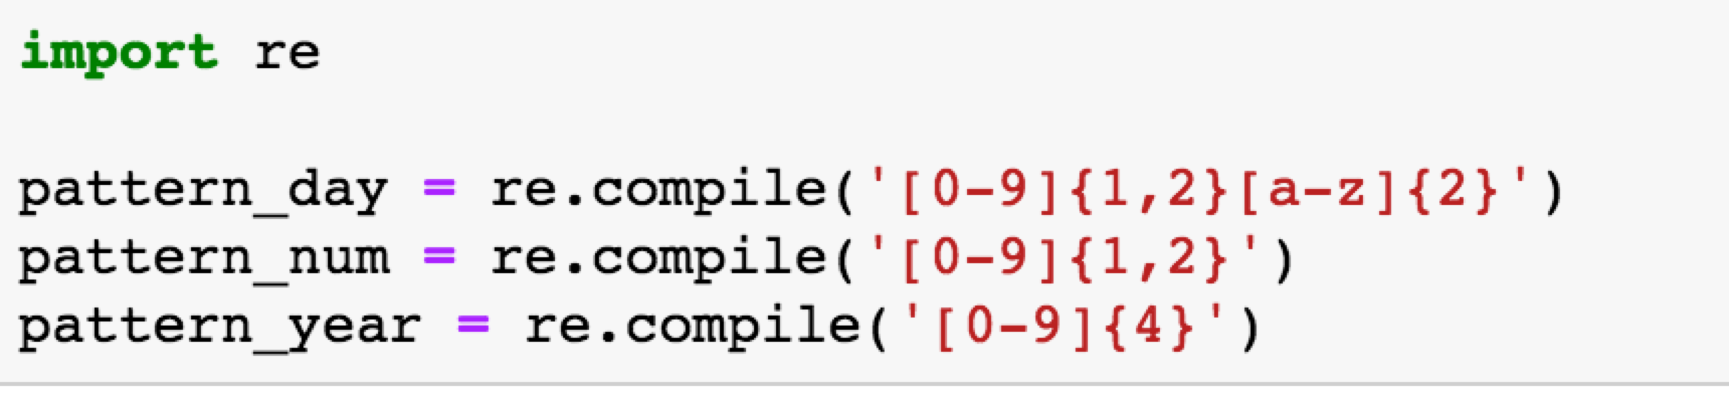 import re
pattern_day = re.compile('[0-9]{1,2}[a-z]{2}')
pattern_num = re.compile('[0-9]{1,2}')
pattern_year = re.compile('[0-9]{4}')